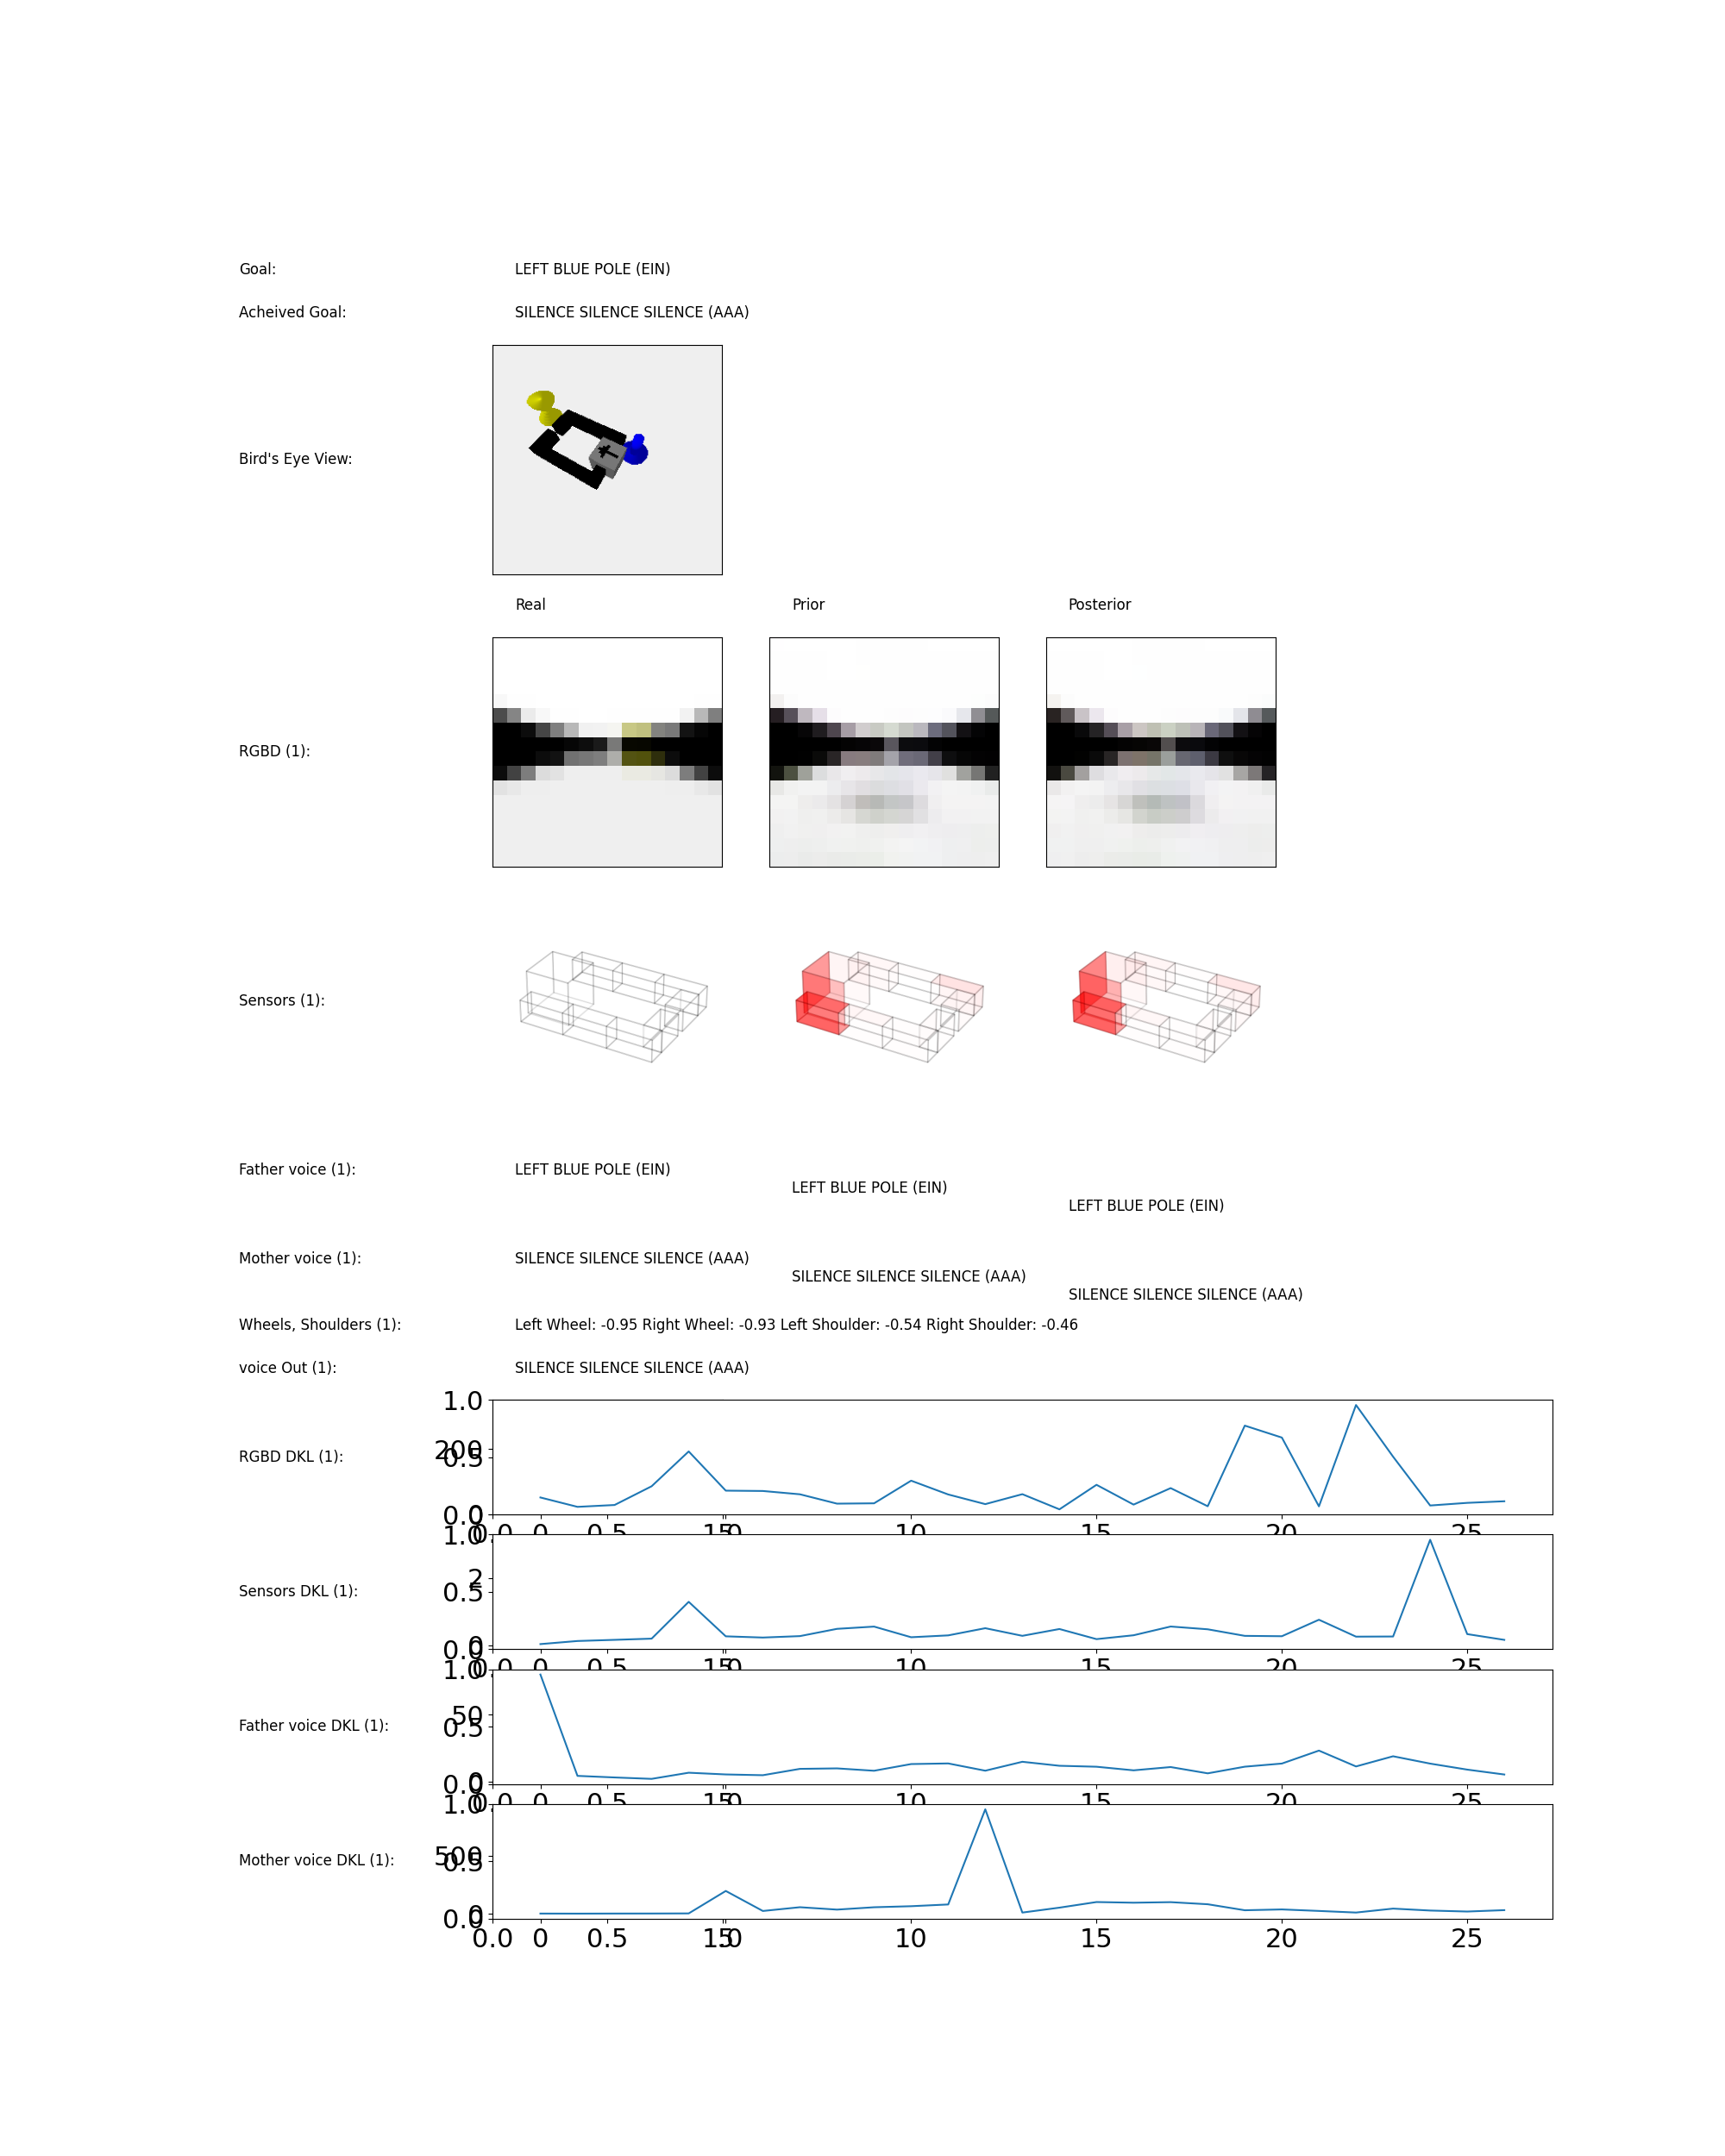 Goal: LEFT BLUE POLE (EIN)
Acheived Goal: SILENCE SILENCE SILENCE (AAA)
Bird's Eye View:
Real Prior Posterior
RGBD (1):
Sensors (1):
Father voice (1): LEFT BLUE POLE (EIN)
LEFT BLUE POLE (EIN)
LEFT BLUE POLE (EIN)
Mother voice (1): SILENCE SILENCE SILENCE (AAA)
SILENCE SILENCE SILENCE (AAA)
SILENCE SILENCE SILENCE (AAA)
Wheels, Shoulders (1): Left Wheel: -0.95 Right Wheel: -0.93 Left Shoulder: -0.54 Right Shoulder: -0.46
voice Out (1): SILENCE SILENCE SILENCE (AAA)
1.0
200
0.5
RGBD DKL (1):
0.0
0
0.0 0 0.5 1.0 5 10 15 20 25
1.0
2
0.5
Sensors DKL (1):
0.0
0
0.0 0 0.5 1.0 5 10 15 20 25
1.0
50
0.5
Father voice DKL (1):
0.0
0
0.0 0 0.5 1.0 5 10 15 20 25
1.0
500
0.5
Mother voice DKL (1):
0.0
0
0.0 0 0.5 1.0 5 10 15 20 25